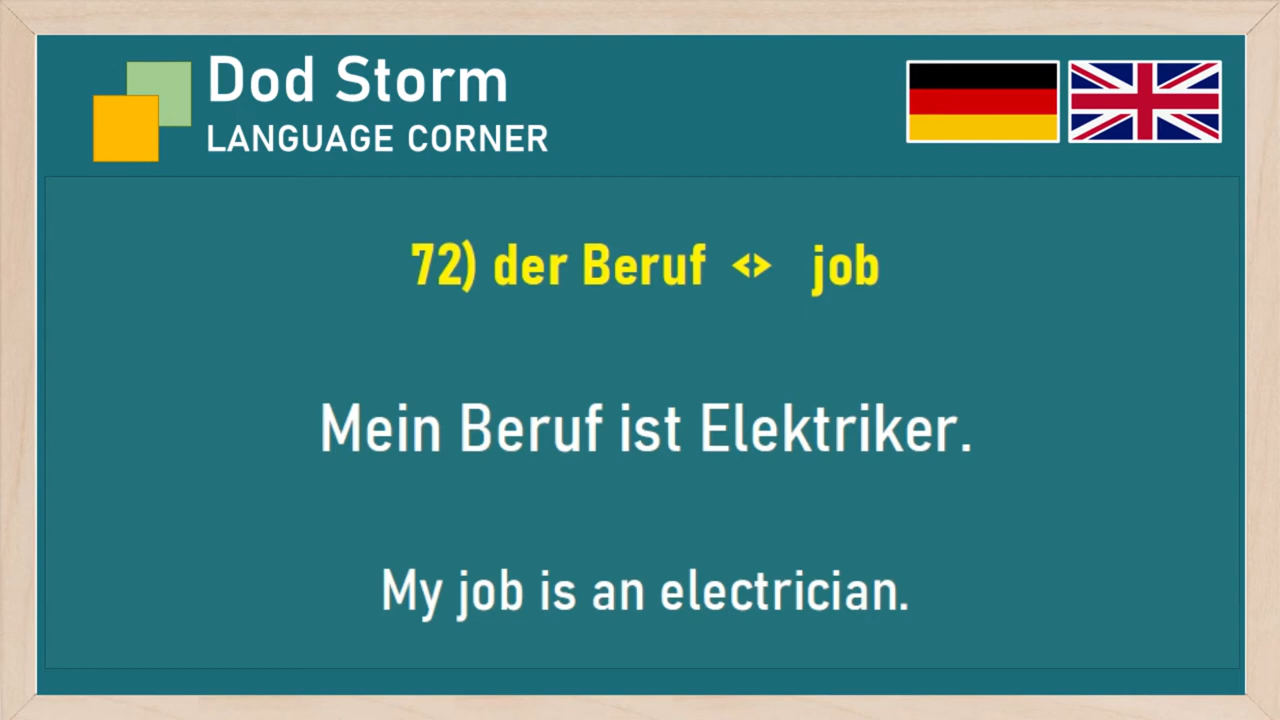 Dod Storm
LANGUAGE CORNER
72) der Beruf <> job
Mein Beruf ist Elektriker.
My job is an electrician.